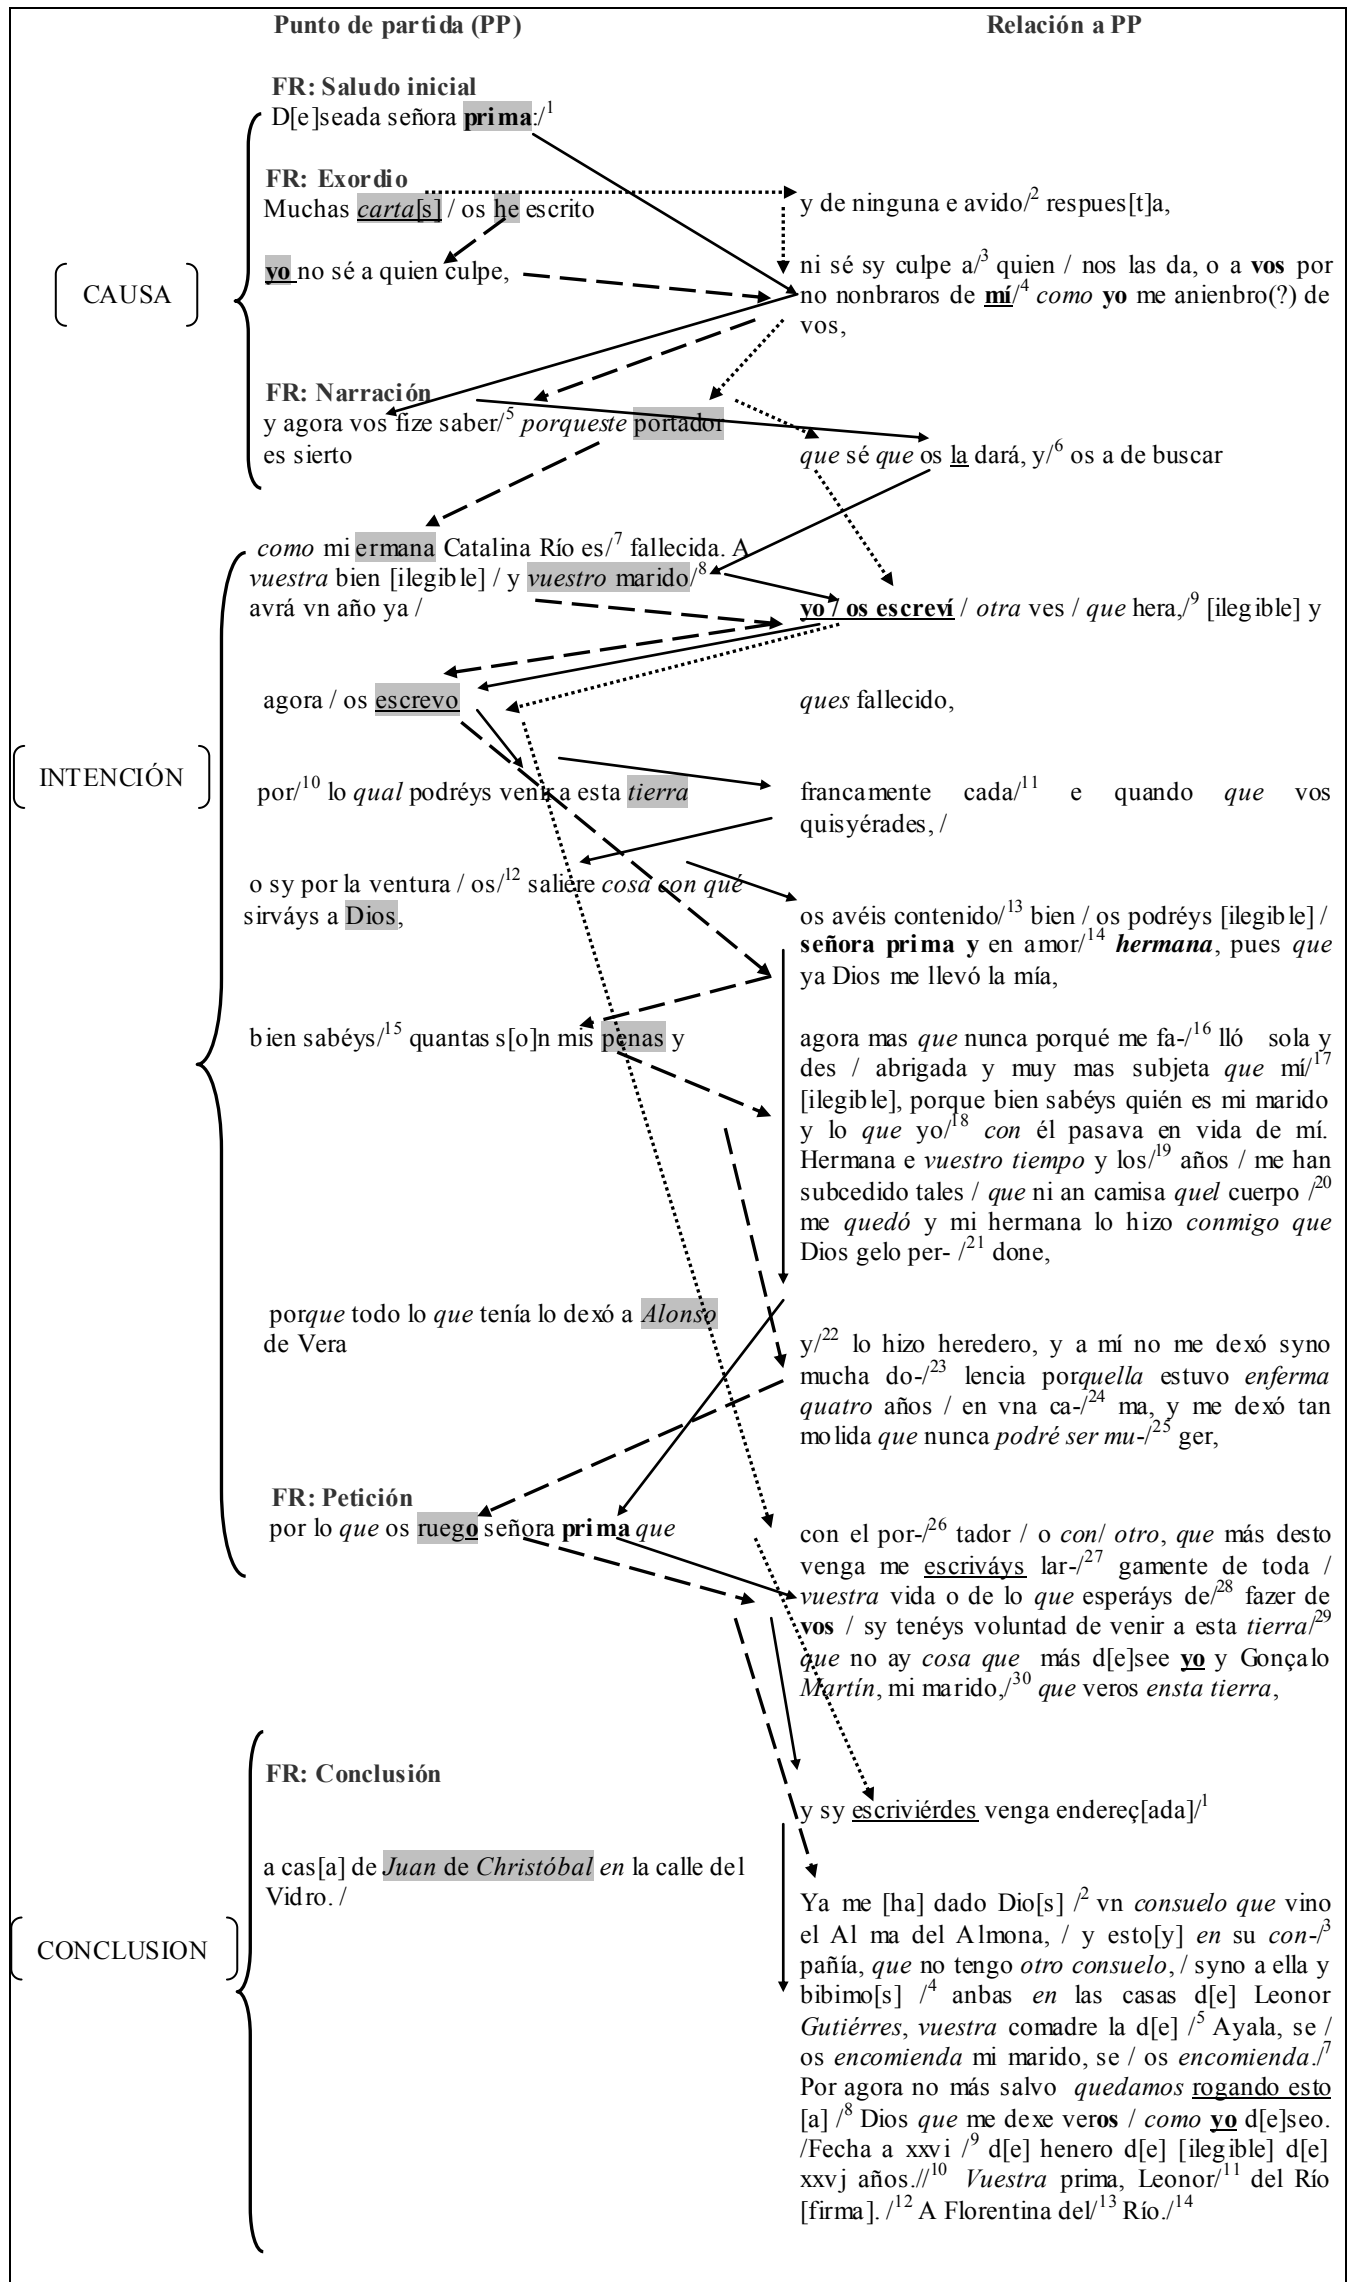 Punto de partida (PP)
Relación a PP
FR: Saludo inicial
D[e]seada señora prima:/1
FR: Exordio
Muchas carta[s] / os he escrito
y de ninguna e avido/2 respues[t]a,
yo no sé a quien culpe,
ni sé sy culpe a/3 quien / nos las da, o a vos por
no nonbraros de mí/4 como yo me anienbro(?) de
vos,
CAUSA
FR: Narración
y agora vos fize saber/5 porqueste portador
es sierto
que sé que os la dará, y/6 os a de buscar
como mi ermana Catalina Río es/7 fallecida. A
vuestra bien [ilegible] / y vuestro marido/8
avrá vn año ya /
yo / os escreví / otra ves / que hera,/9 [ilegible] y
agora / os escrevo
ques fallecido,
INTENCIÓN
por/10 lo qual podréys venir a esta tierra
francamente cada/11 e quando que vos
quisyérades, /
o sy por la ventura / os/12 saliere cosa con qué
sirváys a Dios,
os avéis contenido/13 bien / os podréys [ilegible] /
señora prima y en amor/14 hermana, pues que
ya Dios me llevó la mía,
bien sabéys/15 quantas s[o]n mis penas y
agora mas que nunca porqué me fa-/16 lló sola y
des / abrigada y muy mas subjeta que mí/17
[ilegible], porque bien sabéys quién es mi marido
y lo que yo/18 con él pasava en vida de mí.
Hermana e vuestro tiempo y los/19 años / me han
subcedido tales / que ni an camisa quel cuerpo /20
me quedó y mi hermana lo hizo conmigo que
Dios gelo per- /21 done,
porque todo lo que tenía lo dexó a Alonso
de Vera
y/22 lo hizo heredero, y a mí no me dexó syno
mucha do-/23 lencia porquella estuvo enferma
quatro años / en vna ca-/24 ma, y me dexó tan
molida que nunca podré ser mu-/25 ger,
FR: Petición
por lo que os ruego señora prima que
con el por-/26 tador / o con/ otro, que más desto
venga me escriváys lar-/27 gamente de toda /
vuestra vida o de lo que esperáys de/28 fazer de
vos / sy tenéys voluntad de venir a esta tierra/29
que no ay cosa que más d[e]see yo y Gonçalo
Martín, mi marido,/30 que veros ensta tierra,
FR: Conclusión
y sy escriviérdes venga endereç[ada]/1
a cas[a] de Juan de Christóbal en la calle del
Vidro. /
CONCLUSION
Ya me [ha] dado Dio[s] /2 vn consuelo que vino
el Al ma del Almona, / y esto[y] en su con-/3
pañía, que no tengo otro consuelo, / syno a ella y
bibimo[s] /4 anbas en las casas d[e] Leonor
Gutiérres, vuestra comadre la d[e] /5 Ayala, se /
os encomienda mi marido, se / os encomienda./7
Por agora no más salvo quedamos rogando esto
[a] /8 Dios que me dexe veros / como yo d[e]seo.
/Fecha a xxvi /9 d[e] henero d[e] [ilegible] d[e]
xxvj años.//10 Vuestra prima, Leonor/11 del Río
[firma]. /12 A Florentina del/13 Río./14